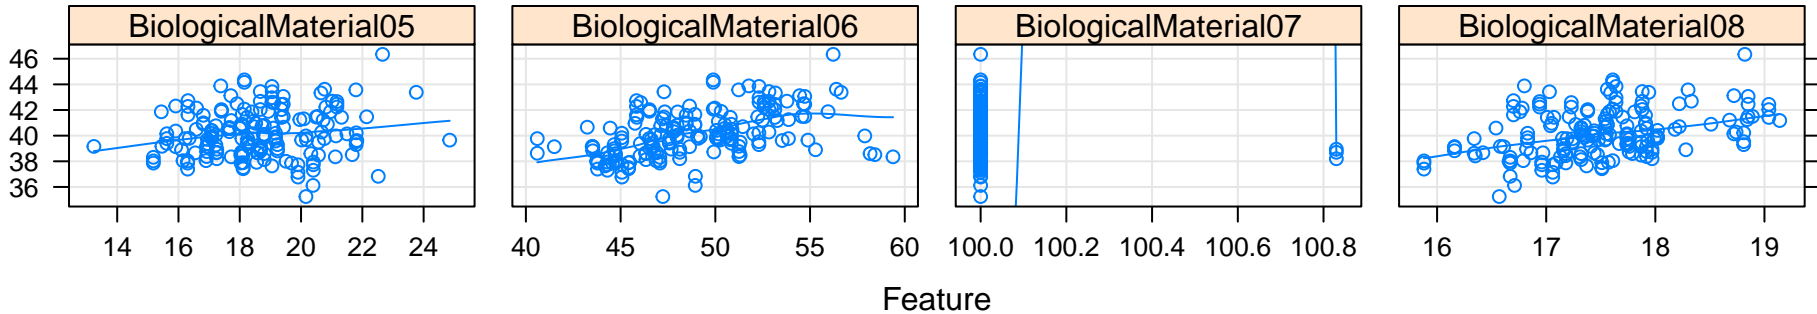 BiologicalMaterial05 BiologicalMaterial06 BiologicalMaterial07 BiologicalMaterial08
46
44
42
40
38
36
14 16 18 20 22 24 40 45 50 55 60 100.0 100.2 100.4 100.6 100.8 16 17 18 19
Feature